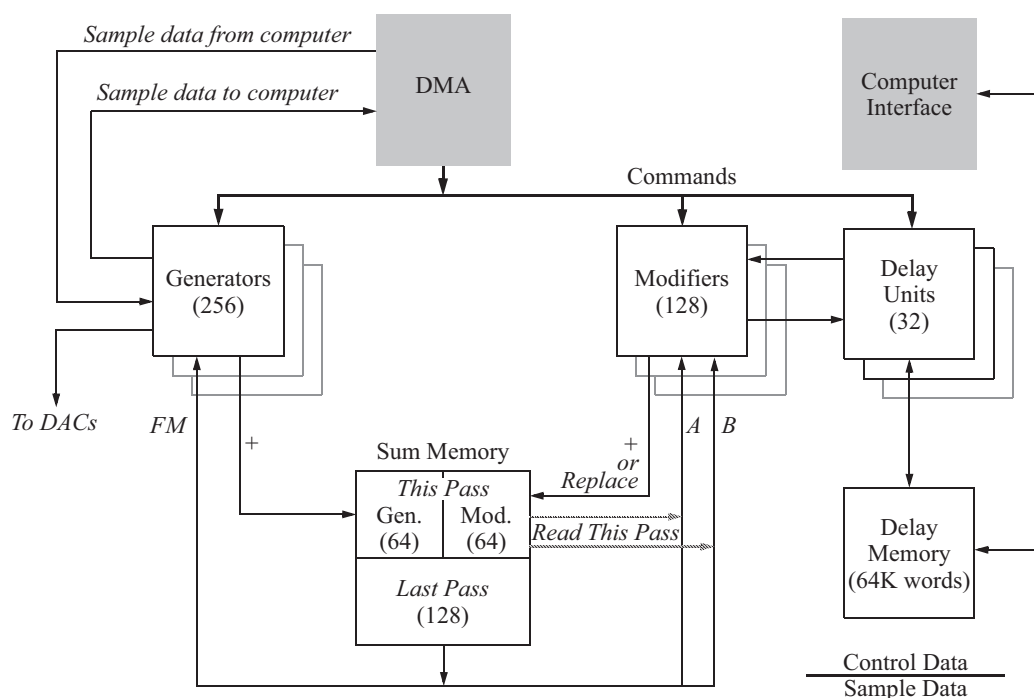 Sample data from computer
DMA
Computer
Interface
Sample data to computer
Commands
Generators
(256)
Modifiers
(128)
Delay
Units
(32)
To DACs
FM
+
Sum Memory
+
or
Replace
A
B
This Pass
Gen.
(64)
Mod.
(64)
Read This Pass
Last Pass
(128)
Delay
Memory
(64K words)
Control Data
Sample Data